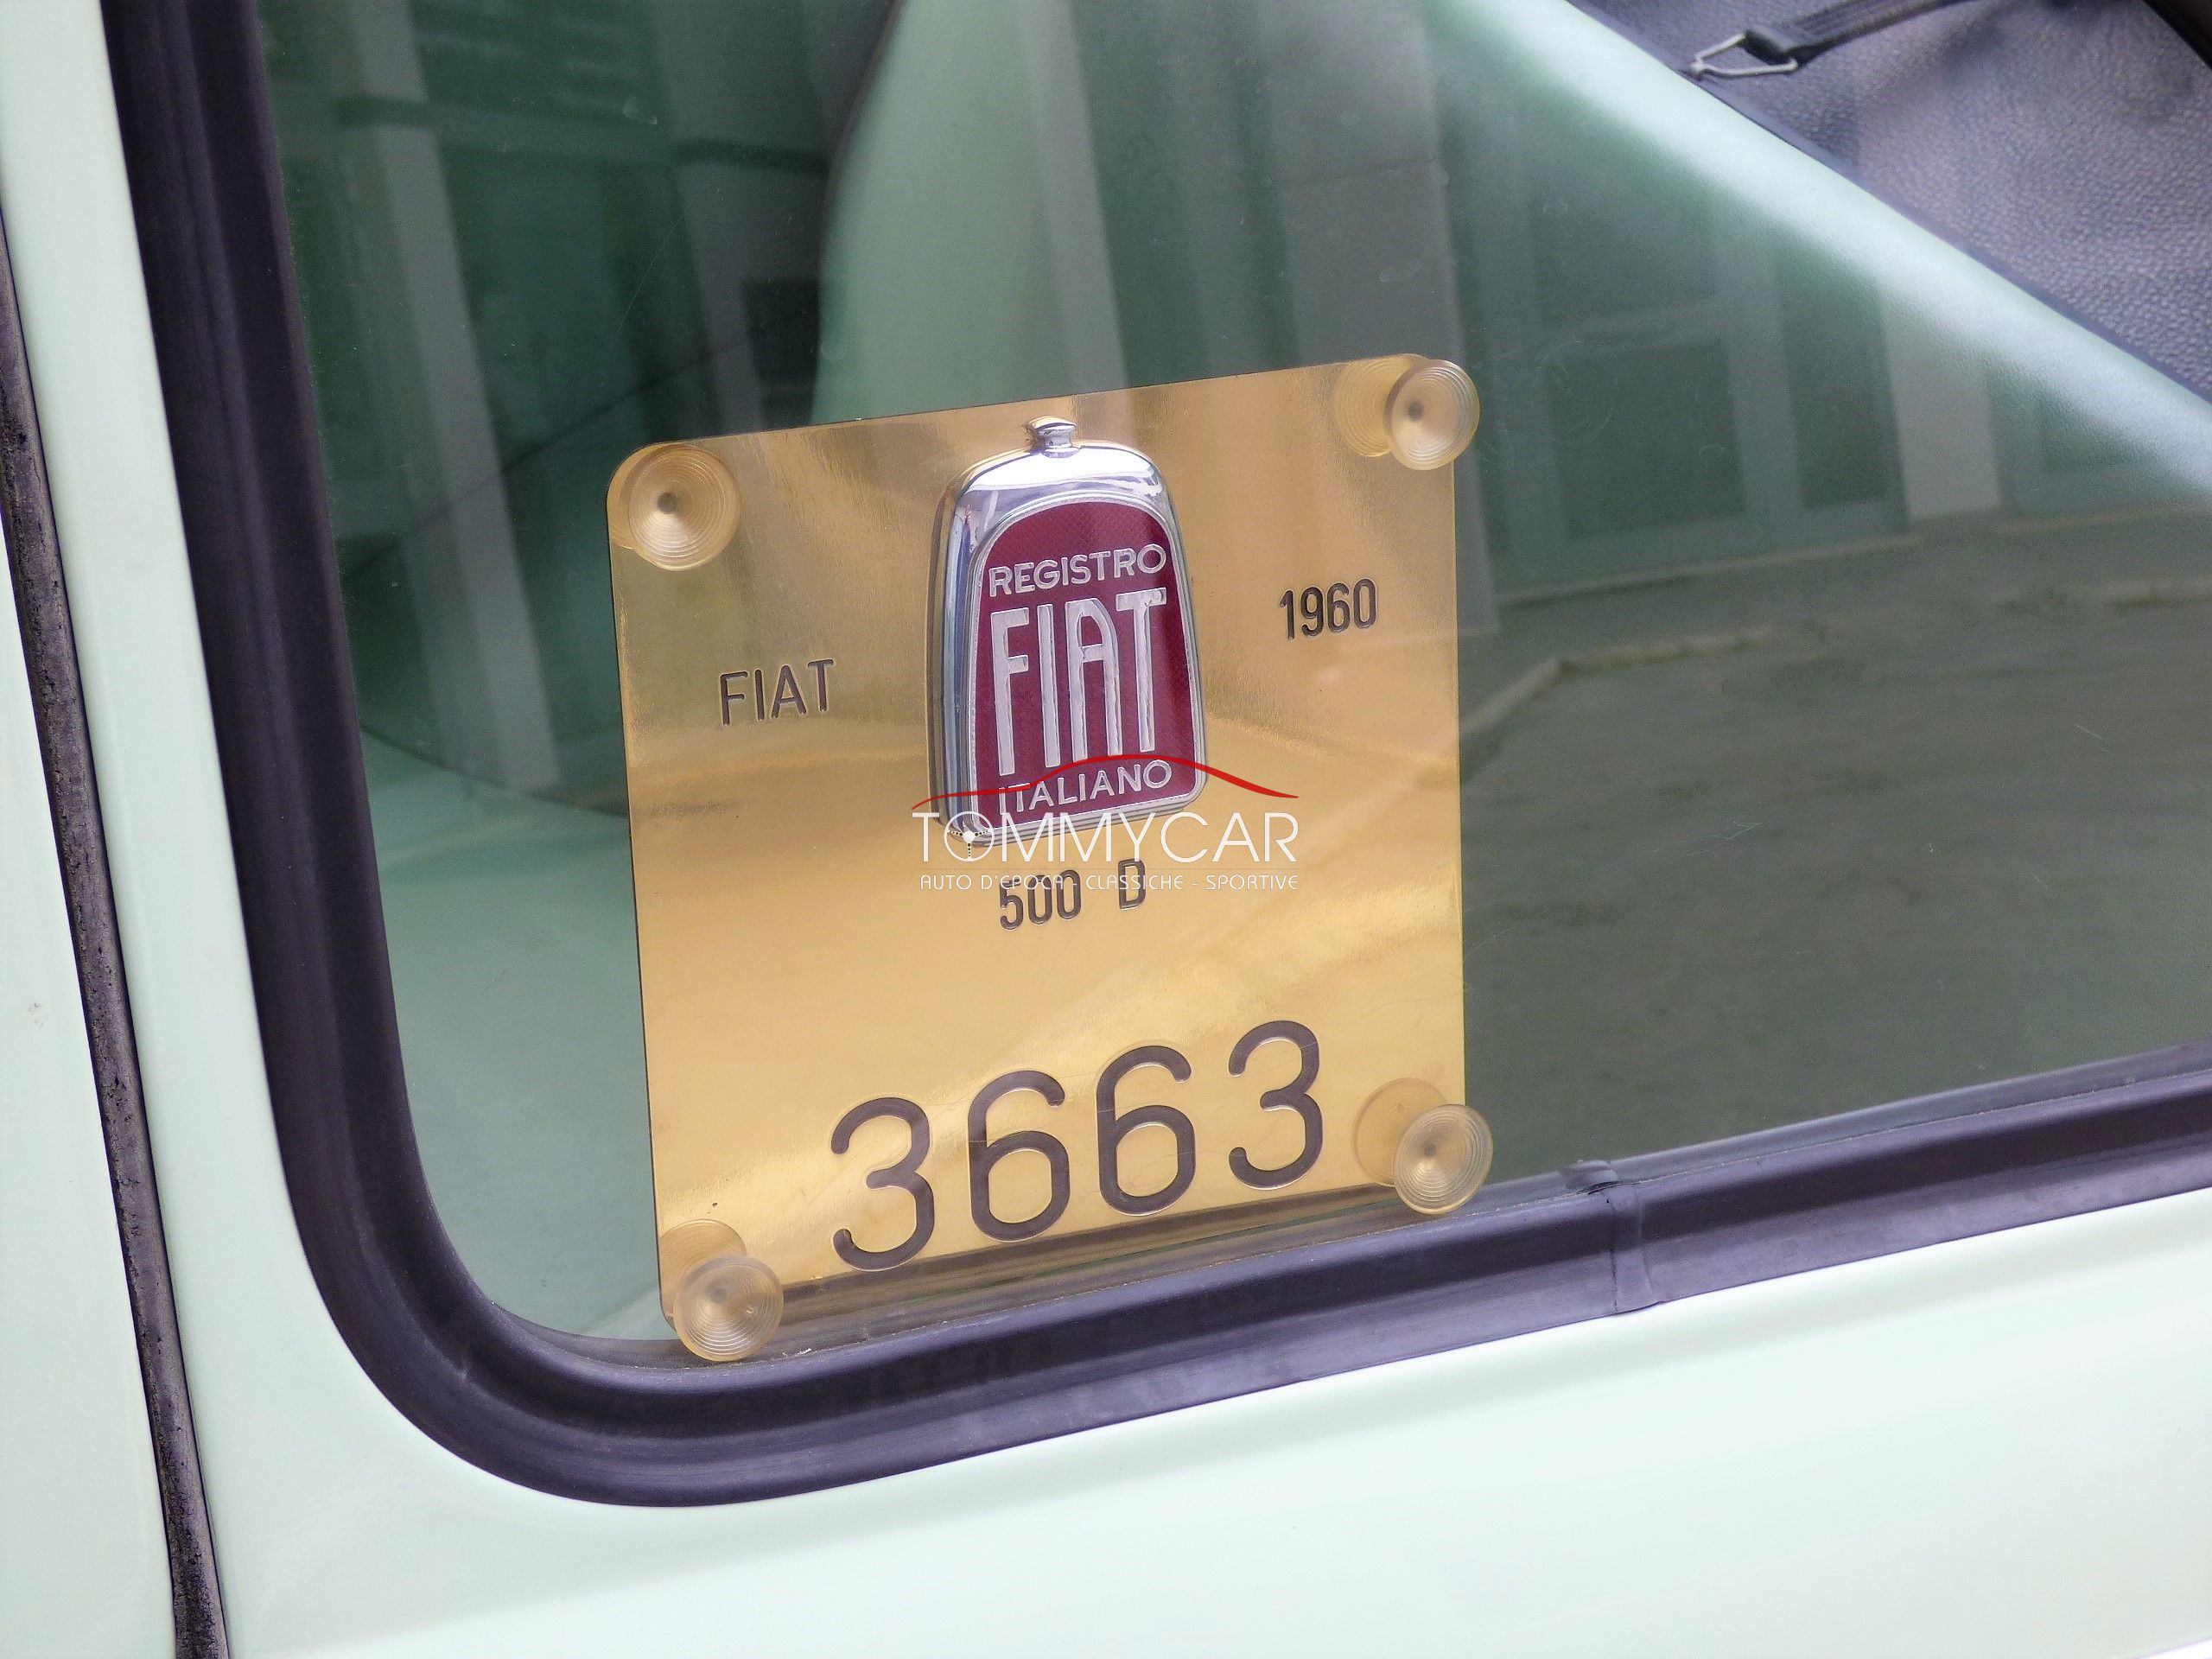 REGISTRO
FIAT
ITALIANO
FIAT
1960
TOMMYCAR
AUTO D'EPOCA - CLASSICHE - SPORTIVE
500 D
3663